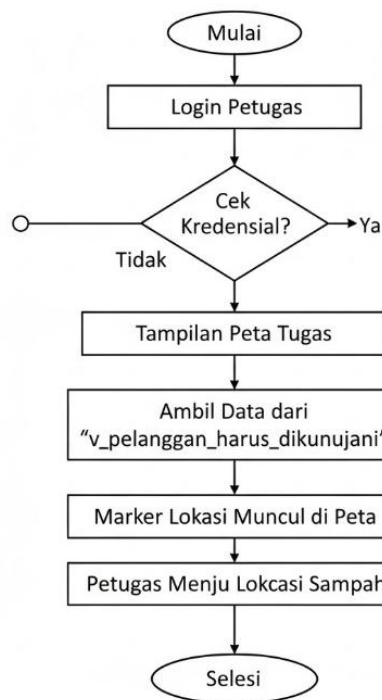 Mulai
Login Petugas
Cek
Kredensial?
Ya
Tidak
Tampilan Peta Tugas
Ambil Data dari
“v_pelanggan_harus_dikunujani”
Marker Lokasi Muncul di Peta
Petugas Menju Lokcasi Sampah
Selesi